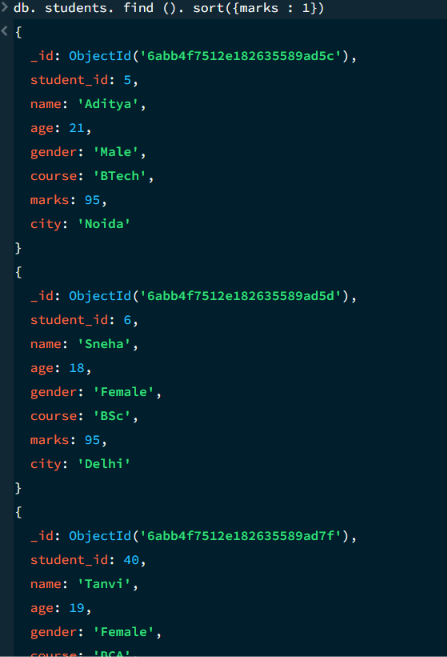 db. students. find (). sort({marks : 1})
{
_id: ObjectId('6abb4f7512e182635589ad5c'),
student_id: 5,
name: 'Aditya',
age: 21,
gender: 'Male',
course: 'BTech',
marks: 95,
city: 'Noida'
}
{
_id: ObjectId('6abb4f7512e182635589ad5d'),
student_id: 6,
name: 'Sneha',
age: 18,
gender: 'Female',
course: 'BSc',
marks: 95,
city: 'Delhi'
}
{
_id: ObjectId('6abb4f7512e182635589ad7f'),
student_id: 40,
name: 'Tanvi',
age: 19,
gender: 'Female',
course: 'BCA',